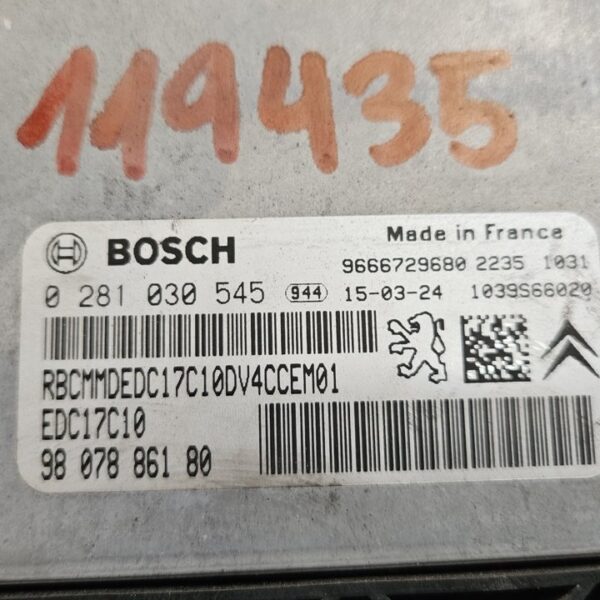 119435
BOSCH
Made in France
9666729680 2235 1031
0 281 030 545 944 15-03-24 1039S66020
RBCMMDEDC17C10DV4CCEM01
EDC17C10
98 078 861 80